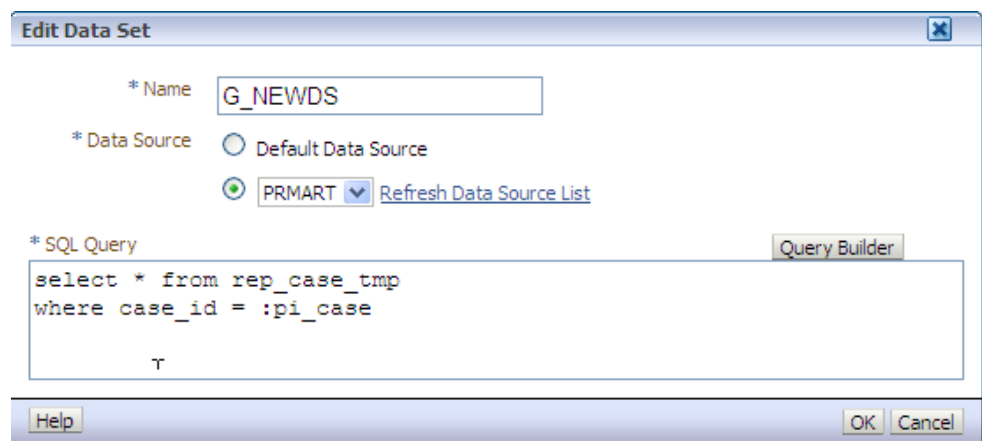 Edit Data Set
* Name
G_NEWDS
* Data Source
Default Data Source
PRMART Refresh Data Source List
* SQL Query
Query Builder
select * from rep_case_tmp
where case_id = :pi_case
Help
OK Cancel